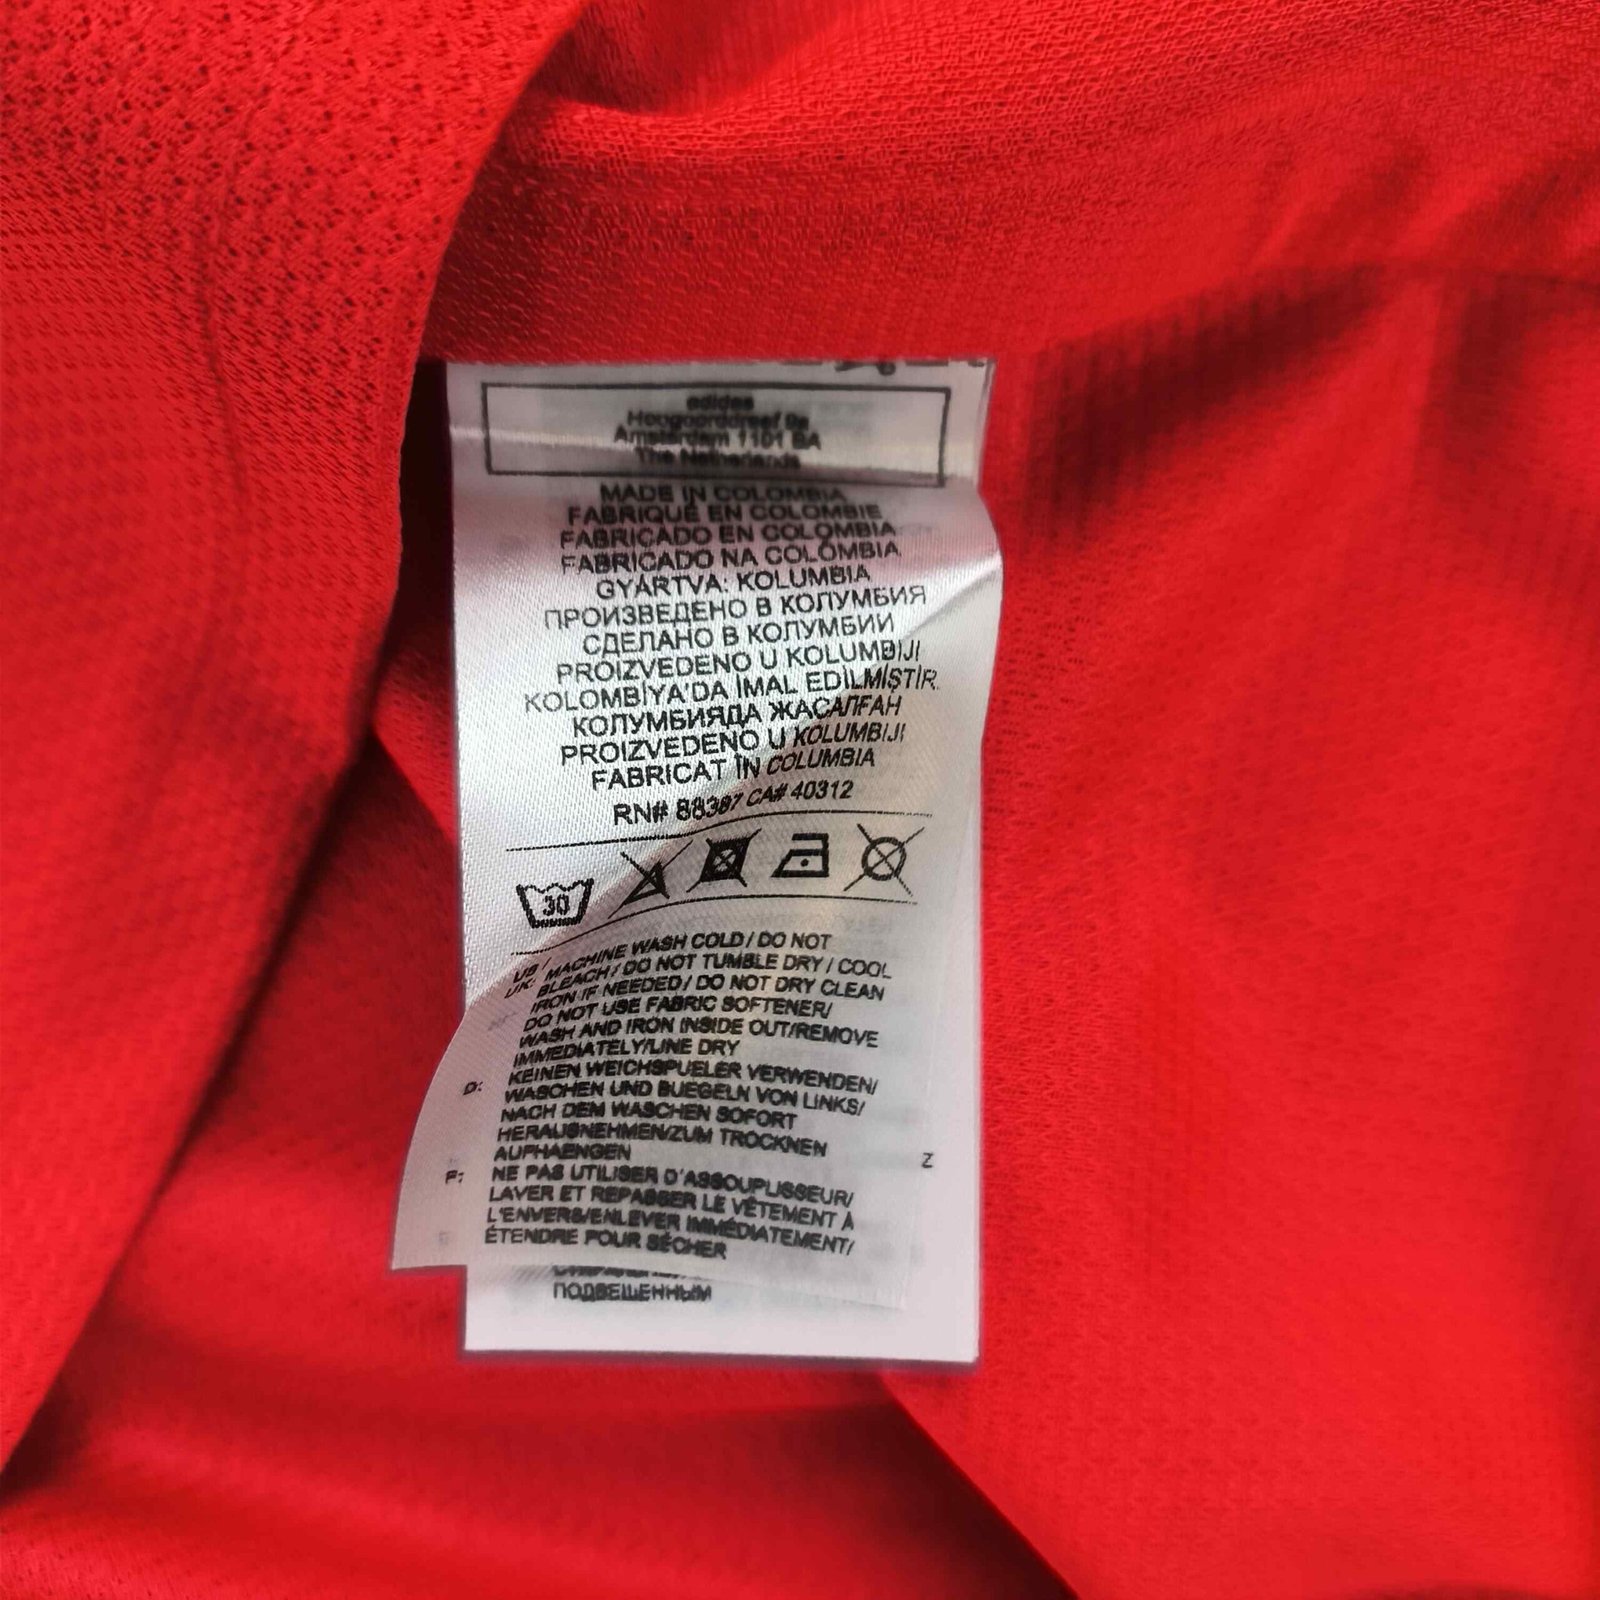 adidas
Hoogoorddreef 9a
Amsterdam 1101 BA
The Netherlands
MADE IN COLOMBIA
FABRIQUÉ EN COLOMBIE
FABRICADO EN COLOMBIA
FABRICADO NA COLÔMBIA
GYÁRTVA: KOLUMBIA
ПРОИЗВЕДЕНО В КОЛУМБИЯ
СДЕЛАНО В КОЛУМБИИ
PROIZVEDENO U KOLUMBIJI
KOLOMBİYA'DA İMAL EDİLMİŞTİR.
КОЛУМБИЯДА ЖАСАЛҒАН
PROIZVEDENO U KOLUMBIJI
FABRICAT ÎN COLUMBIA
RN# 88387 CA# 40312
30
US / MACHINE WASH COLD / DO NOT
UK: BLEACH / DO NOT TUMBLE DRY / COOL
IRON IF NEEDED / DO NOT DRY CLEAN
DO NOT USE FABRIC SOFTENER/
WASH AND IRON INSIDE OUT/REMOVE
IMMEDIATELY/LINE DRY
D: KEINEN WEICHSPUELER VERWENDEN/
WASCHEN UND BUEGELN VON LINKS/
NACH DEM WASCHEN SOFORT
HERAUSNEHMEN/ZUM TROCKNEN
AUFHAENGEN
F: NE PAS UTILISER D'ASSOUPLISSEUR/
LAVER ET REPASSER LE VÊTEMENT À
L'ENVERS/ENLEVER IMMÉDIATEMENT/
ÉTENDRE POUR SÉCHER
Z
ПОДВЕШЕННЫМ